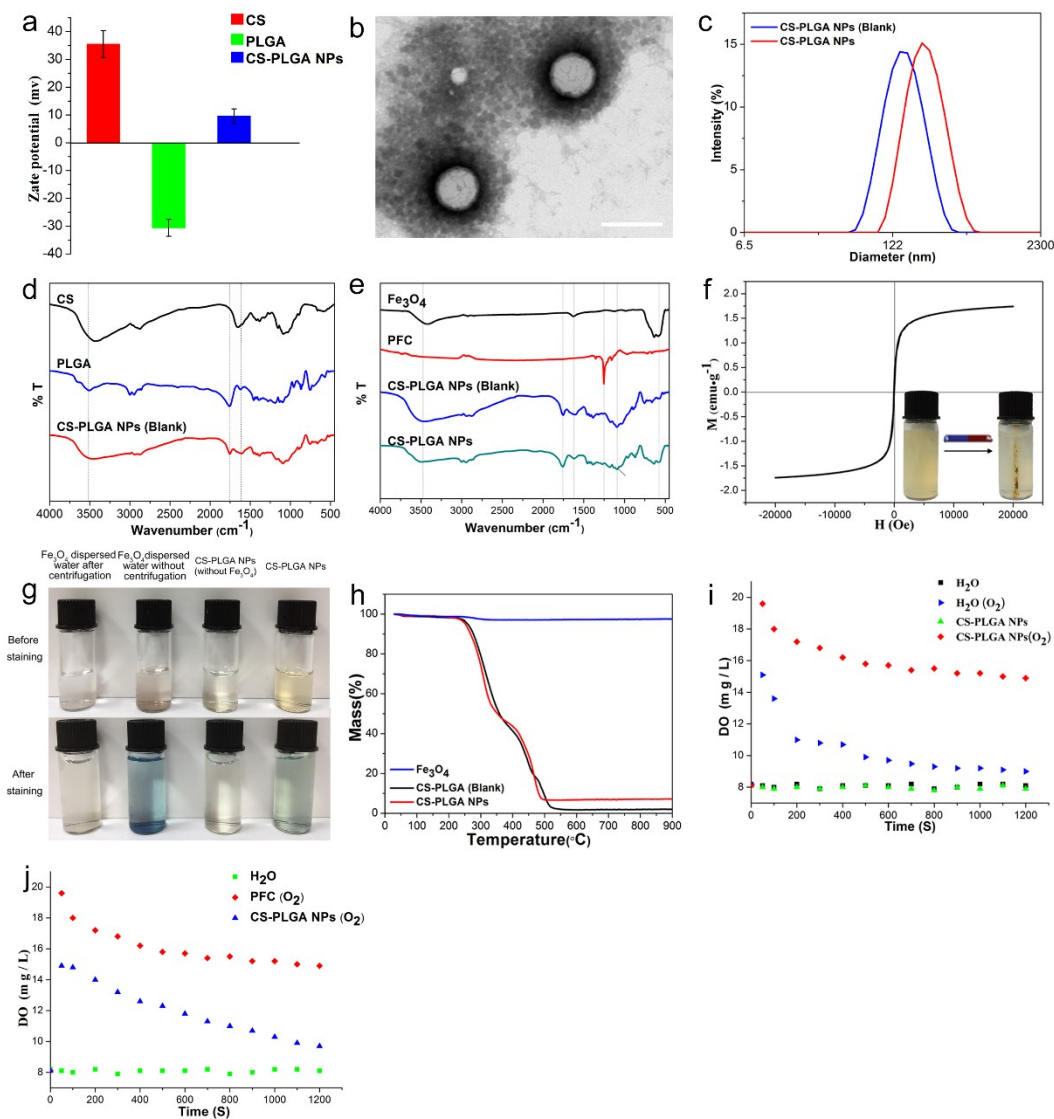 a
CS
PLGA
CS-PLGA NPs
Zate potential (mv)
40
30
20
10
0
-10
-20
-30
-40
b
c
CS-PLGA NPs (Blank)
CS-PLGA NPs
Intensity (%)
15
10
5
0
6.5 122 2300
Diameter (nm)
d
CS
PLGA
CS-PLGA NPs (Blank)
% T
4000 3500 3000 2500 2000 1500 1000 500
Wavenumber (cm-1)
e
Fe3O4
PFC
CS-PLGA NPs (Blank)
CS-PLGA NPs
% T
4000 3500 3000 2500 2000 1500 1000 500
Wavenumber (cm-1)
f
M (emu•g-1)
2.0
1.5
1.0
0.5
0.0
-0.5
-1.0
-1.5
-2.0
-20000 -10000 0 10000 20000
H (Oe)
g
Fe3O4 dispersed water after centrifugation
Fe3O4 dispersed water without centrifugation
CS-PLGA NPs (without Fe3O4)
CS-PLGA NPs
Before staining
After staining
h
Mass(%)
100
80
60
40
20
0
Fe3O4
CS-PLGA (Blank)
CS-PLGA NPs
0 100 200 300 400 500 600 700 800 900
Temperature(°C)
i
H2O
H2O (O2)
CS-PLGA NPs
CS-PLGA NPs(O2)
DO (mg / L)
20
18
16
14
12
10
8
0 200 400 600 800 1000 1200
Time (S)
j
H2O
PFC (O2)
CS-PLGA NPs (O2)
DO (mg / L)
20
18
16
14
12
10
8
0 200 400 600 800 1000 1200
Time (S)